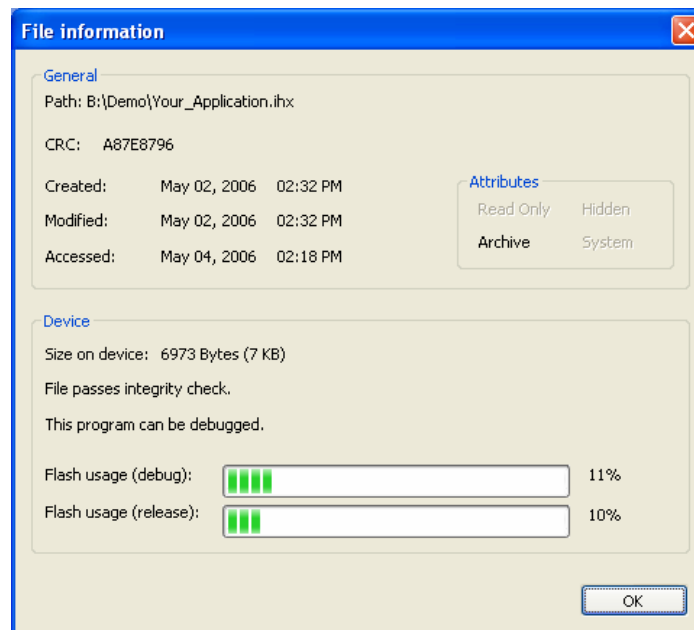 File information
General
Path: B:\Demo\Your_Application.ihx
CRC: A87E8796
Created: May 02, 2006 02:32 PM
Modified: May 02, 2006 02:32 PM
Accessed: May 04, 2006 02:18 PM
Attributes
Read Only Hidden
Archive System
Device
Size on device: 6973 Bytes (7 KB)
File passes integrity check.
This program can be debugged.
Flash usage (debug): 11%
Flash usage (release): 10%
OK